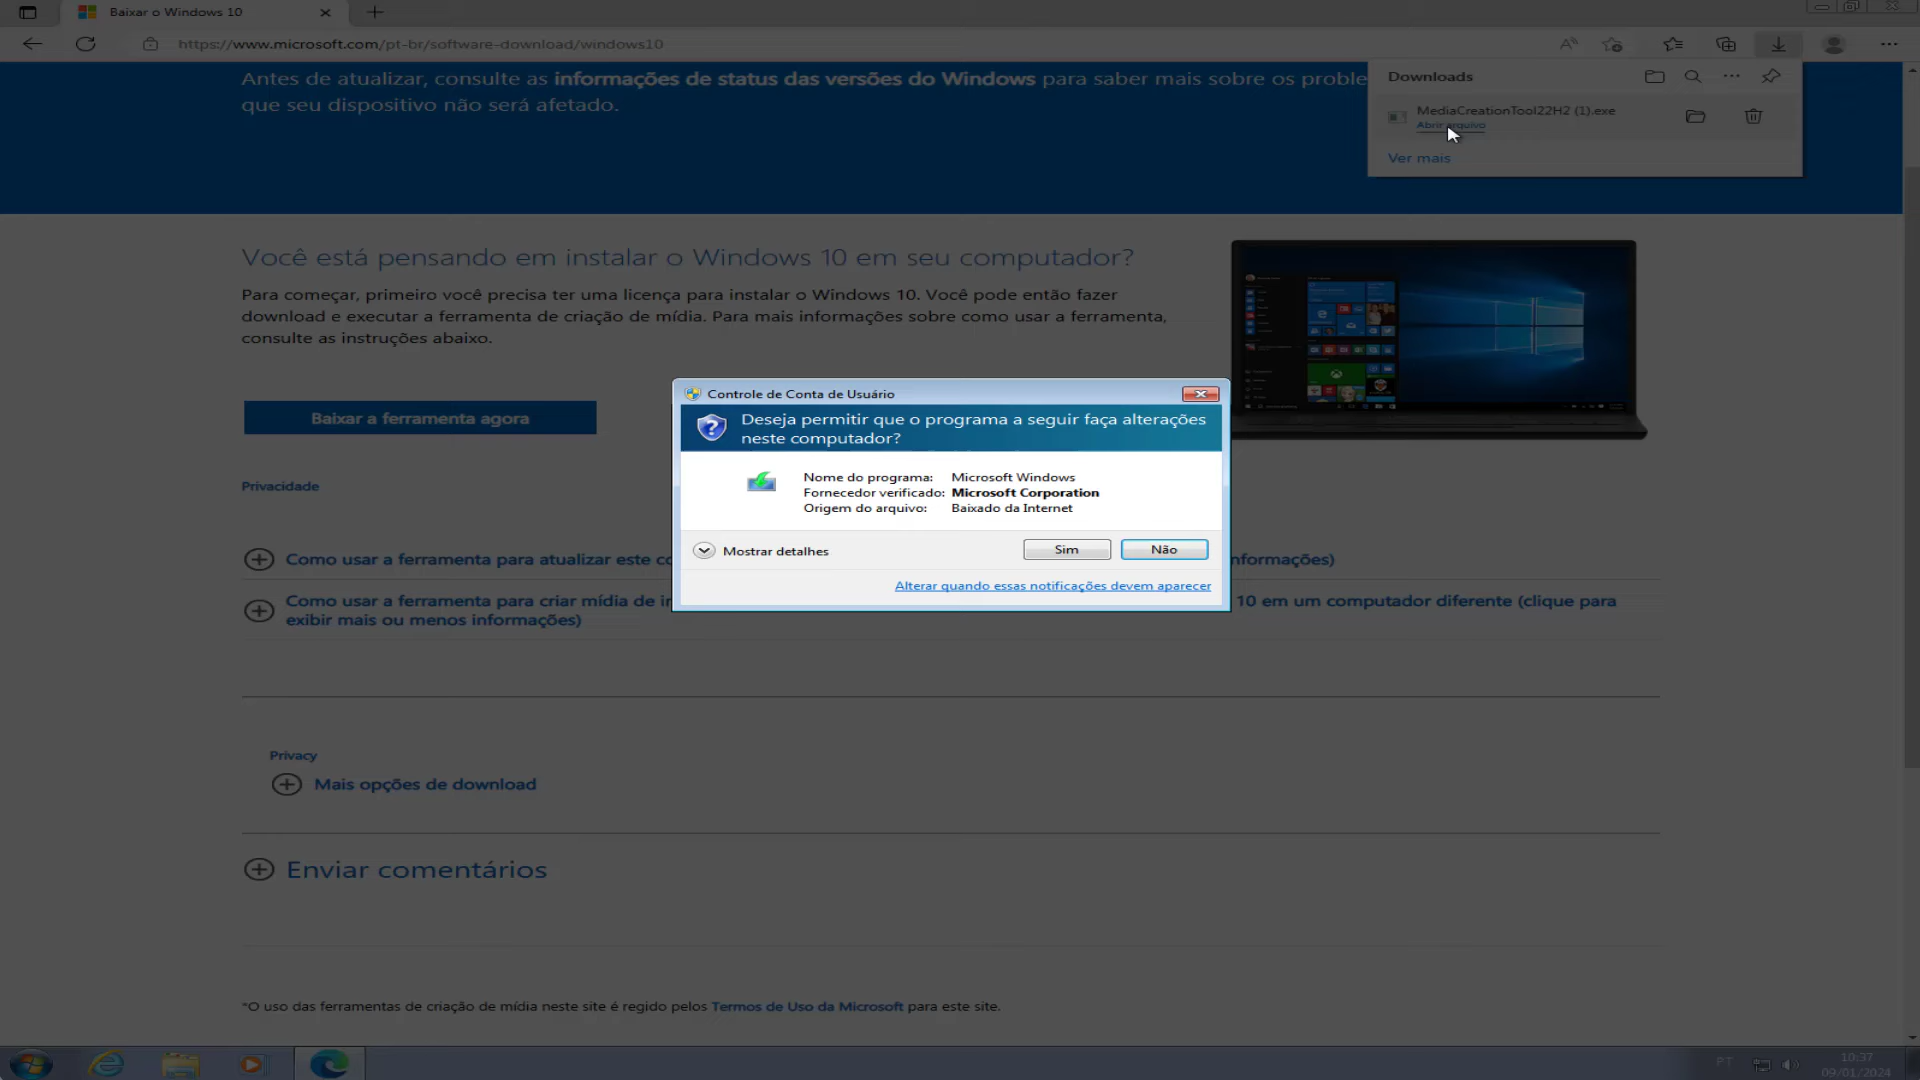 Baixar o Windows 10
https://www.microsoft.com/pt-br/software-download/windows10
Antes de atualizar, consulte as informações de status das versões do Windows para saber mais sobre os proble
que seu dispositivo não será afetado.
Downloads
MediaCreationTool22H2 (1).exe
Abrir arquivo
Ver mais
Você está pensando em instalar o Windows 10 em seu computador?
Para começar, primeiro você precisa ter uma licença para instalar o Windows 10. Você pode então fazer
download e executar a ferramenta de criação de mídia. Para mais informações sobre como usar a ferramenta,
consulte as instruções abaixo.
Baixar a ferramenta agora
Privacidade
Controle de Conta de Usuário
Deseja permitir que o programa a seguir faça alterações
neste computador?
Nome do programa: Microsoft Windows
Fornecedor verificado: Microsoft Corporation
Origem do arquivo: Baixado da Internet
Mostrar detalhes
Sim
Não
Alterar quando essas notificações devem aparecer
Como usar a ferramenta para atualizar este co
nformações)
Como usar a ferramenta para criar mídia de i
10 em um computador diferente (clique para
exibir mais ou menos informações)
Privacy
Mais opções de download
Enviar comentários
*O uso das ferramentas de criação de mídia neste site é regido pelos Termos de Uso da Microsoft para este site.
PT
10:37
09/01/2024